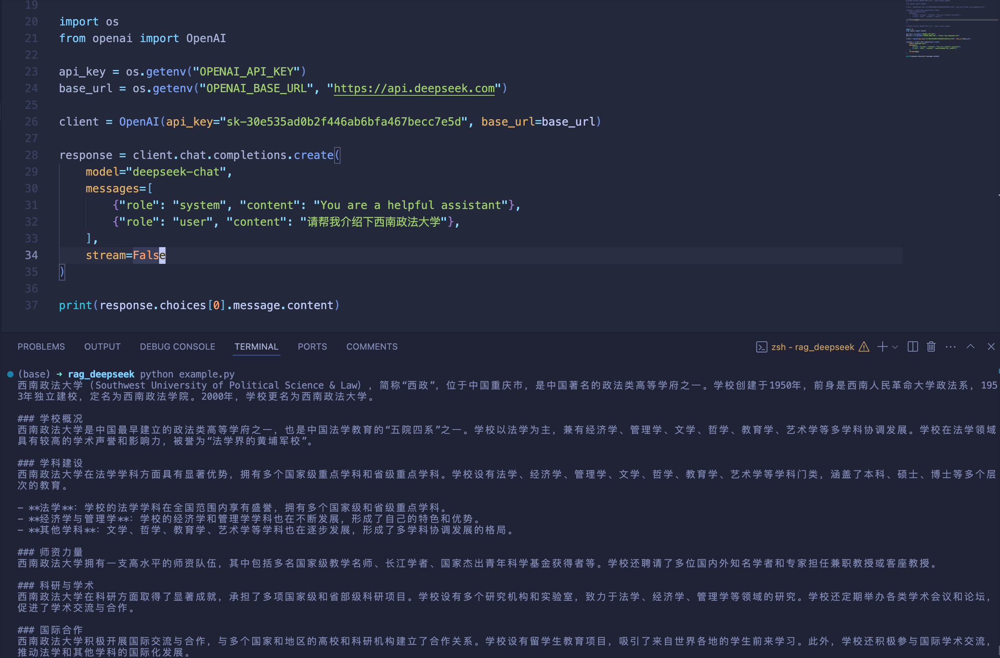 19
20 import os
21 from openai import OpenAI
22
23 api_key = os.getenv("OPENAI_API_KEY")
24 base_url = os.getenv("OPENAI_BASE_URL", "https://api.deepseek.com")
25
26 client = OpenAI(api_key="sk-30e535ad0b2f446ab6bfa467becc7e5d", base_url=base_url)
27
28 response = client.chat.completions.create(
29     model="deepseek-chat",
30     messages=[
31         {"role": "system", "content": "You are a helpful assistant"},
32         {"role": "user", "content": "请帮我介绍下西南政法大学"},
33     ],
34     stream=False
35 )
36
37 print(response.choices[0].message.content)
PROBLEMS OUTPUT DEBUG CONSOLE TERMINAL PORTS COMMENTS zsh - rag_deepseek
(base) ➜ rag_deepseek python example.py
西南政法大学（Southwest University of Political Science & Law），简称“西政”，位于中国重庆市，是中国著名的政法类高等学府之一。学校创建于1950年，前身是西南人民革命大学政法系，195
3年独立建校，定名为西南政法学院。2000年，学校更名为西南政法大学。
### 学校概况
西南政法大学是中国最早建立的政法类高等学府之一，也是中国法学教育的“五院四系”之一。学校以法学为主，兼有经济学、管理学、文学、哲学、教育学、艺术学等多学科协调发展。学校在法学领域
具有较高的学术声誉和影响力，被誉为“法学界的黄埔军校”。
### 学科建设
西南政法大学在法学学科方面具有显著优势，拥有多个国家级重点学科和省级重点学科。学校设有法学、经济学、管理学、文学、哲学、教育学、艺术学等学科门类，涵盖了本科、硕士、博士等多个层
次的教育。
- **法学**：学校的法学学科在全国范围内享有盛誉，拥有多个国家级和省级重点学科。
- **经济学与管理学**：学校的经济学和管理学学科也在不断发展，形成了自己的特色和优势。
- **其他学科**：文学、哲学、教育学、艺术学等学科也在逐步发展，形成了多学科协调发展的格局。
### 师资力量
西南政法大学拥有一支高水平的师资队伍，其中包括多名国家级教学名师、长江学者、国家杰出青年科学基金获得者等。学校还聘请了多位国内外知名学者和专家担任兼职教授或客座教授。
### 科研与学术
西南政法大学在科研方面取得了显著成就，承担了多项国家级和省部级科研项目。学校设有多个研究机构和实验室，致力于法学、经济学、管理学等领域的研究。学校还定期举办各类学术会议和论坛，
促进了学术交流与合作。
### 国际合作
西南政法大学积极开展国际交流与合作，与多个国家和地区的高校和科研机构建立了合作关系。学校设有留学生教育项目，吸引了来自世界各地的学生前来学习。此外，学校还积极参与国际学术交流，
推动法学和其他学科的国际化发展。